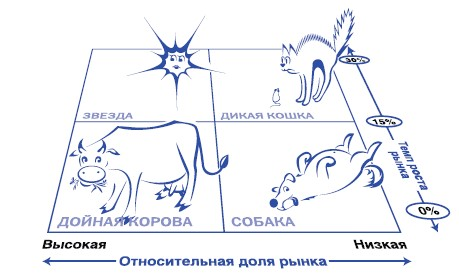 30%
ЗВЕЗДА
ДИКАЯ КОШКА
15%
Темп роста
рынка
ДОЙНАЯ КОРОВА
СОБАКА
0%
Высокая
Низкая
Относительная доля рынка